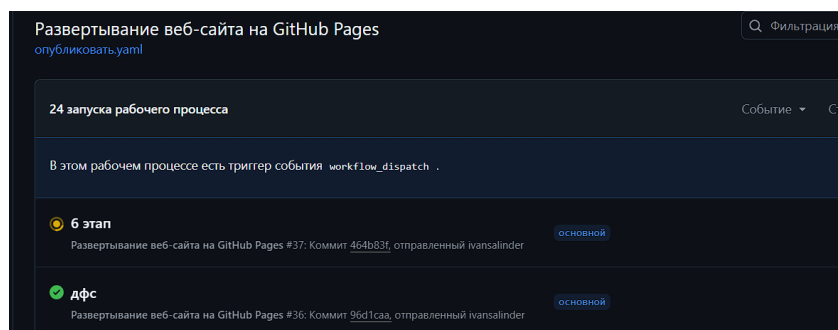 Развертывание веб-сайта на GitHub Pages
опубликовать.yaml
Фильтрация
24 запуска рабочего процесса
Событие
В этом рабочем процессе есть триггер события workflow_dispatch .
6 этап
основной
Развертывание веб-сайта на GitHub Pages #37: Коммит 464b83f, отправленный ivansalinder
дфс
основной
Развертывание веб-сайта на GitHub Pages #36: Коммит 96d1caa, отправленный ivansalinder